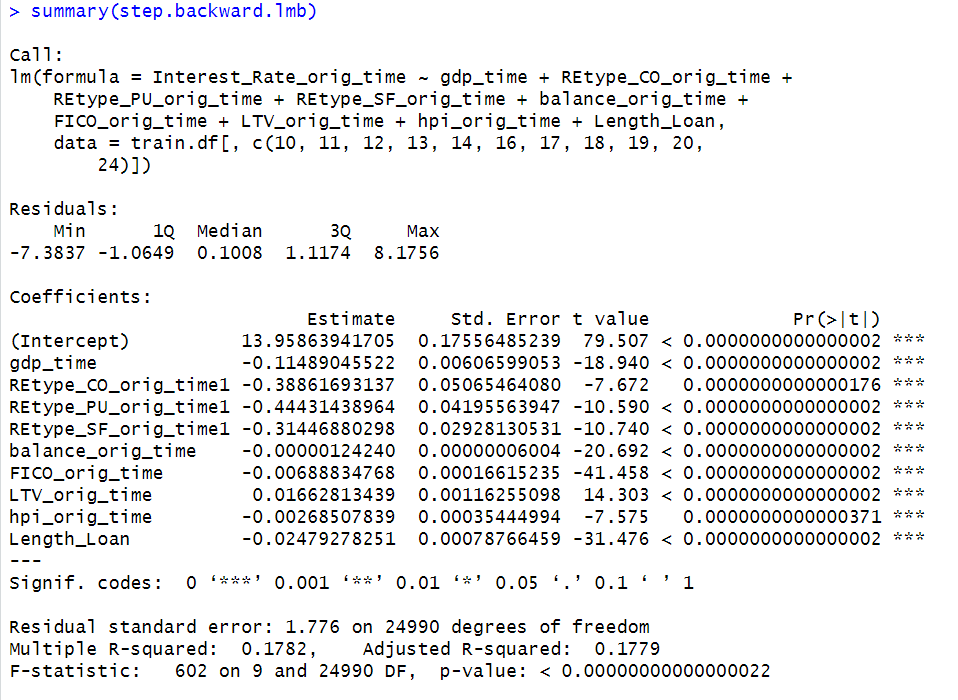 > summary(step.backward.lmb)

Call:
lm(formula = Interest_Rate_orig_time ~ gdp_time + REtype_CO_orig_time +
    REtype_PU_orig_time + REtype_SF_orig_time + balance_orig_time +
    FICO_orig_time + LTV_orig_time + hpi_orig_time + Length_Loan,
    data = train.df[, c(10, 11, 12, 13, 14, 16, 17, 18, 19, 20,
        24)])

Residuals:
    Min      1Q  Median      3Q     Max
-7.3837 -1.0649  0.1008  1.1174  8.1756

Coefficients:
                           Estimate     Std. Error t value             Pr(>|t|)
(Intercept)          13.95863941705  0.17556485239  79.507 < 0.0000000000000002 ***
gdp_time             -0.11489045522  0.00606599053 -18.940 < 0.0000000000000002 ***
REtype_CO_orig_time1 -0.38861693137  0.05065464080  -7.672   0.0000000000000176 ***
REtype_PU_orig_time1 -0.44431438964  0.04195563947 -10.590 < 0.0000000000000002 ***
REtype_SF_orig_time1 -0.31446880298  0.02928130531 -10.740 < 0.0000000000000002 ***
balance_orig_time    -0.00000124240  0.00000006004 -20.692 < 0.0000000000000002 ***
FICO_orig_time       -0.00688834768  0.00016615235 -41.458 < 0.0000000000000002 ***
LTV_orig_time         0.01662813439  0.00116255098  14.303 < 0.0000000000000002 ***
hpi_orig_time        -0.00268507839  0.00035444994  -7.575   0.0000000000000371 ***
Length_Loan          -0.02479278251  0.00078766459 -31.476 < 0.0000000000000002 ***
---
Signif. codes:  0 ‘***’ 0.001 ‘**’ 0.01 ‘*’ 0.05 ‘.’ 0.1 ‘ ’ 1

Residual standard error: 1.776 on 24990 degrees of freedom
Multiple R-squared:  0.1782,    Adjusted R-squared:  0.1779
F-statistic:   602 on 9 and 24990 DF,  p-value: < 0.00000000000000022